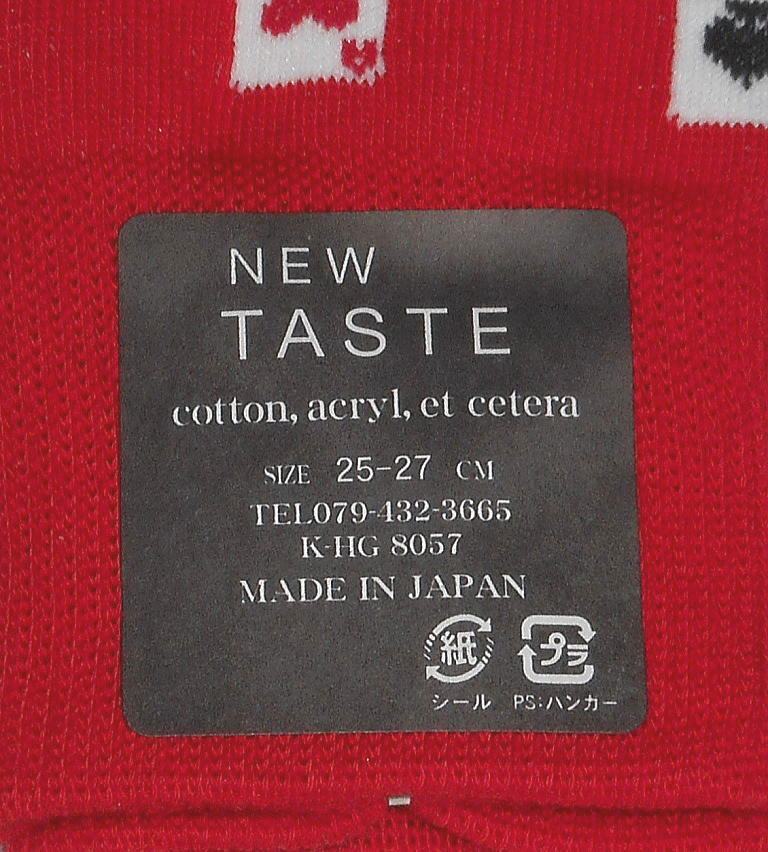 NEW
TASTE
cotton, acryl, et cetera
SIZE 25-27 CM
TEL079-432-3665
K-HG 8057
MADE IN JAPAN
紙 プラ
シール PS:ハンカー